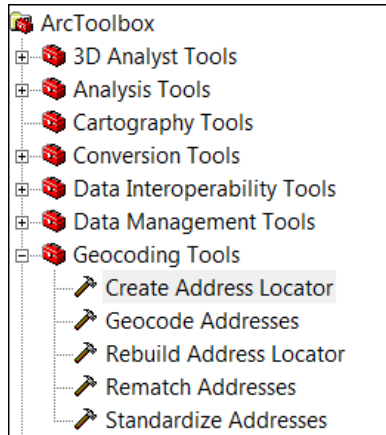 ArcToolbox
3D Analyst Tools
Analysis Tools
Cartography Tools
Conversion Tools
Data Interoperability Tools
Data Management Tools
Geocoding Tools
Create Address Locator
Geocode Addresses
Rebuild Address Locator
Rematch Addresses
Standardize Addresses